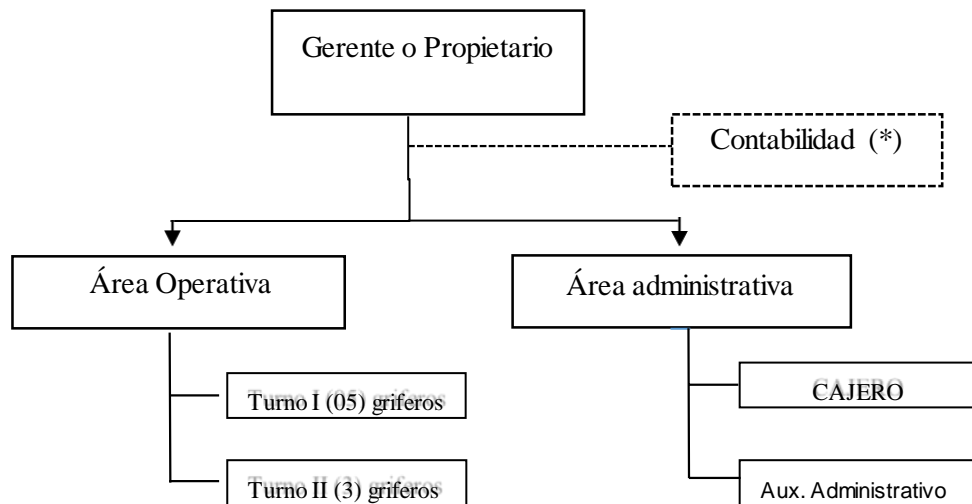 Gerente o Propietario
Contabilidad (*)
Área Operativa
Área administrativa
Turno I (05) griferos
CAJERO
Turno II (3) griferos
Aux. Administrativo